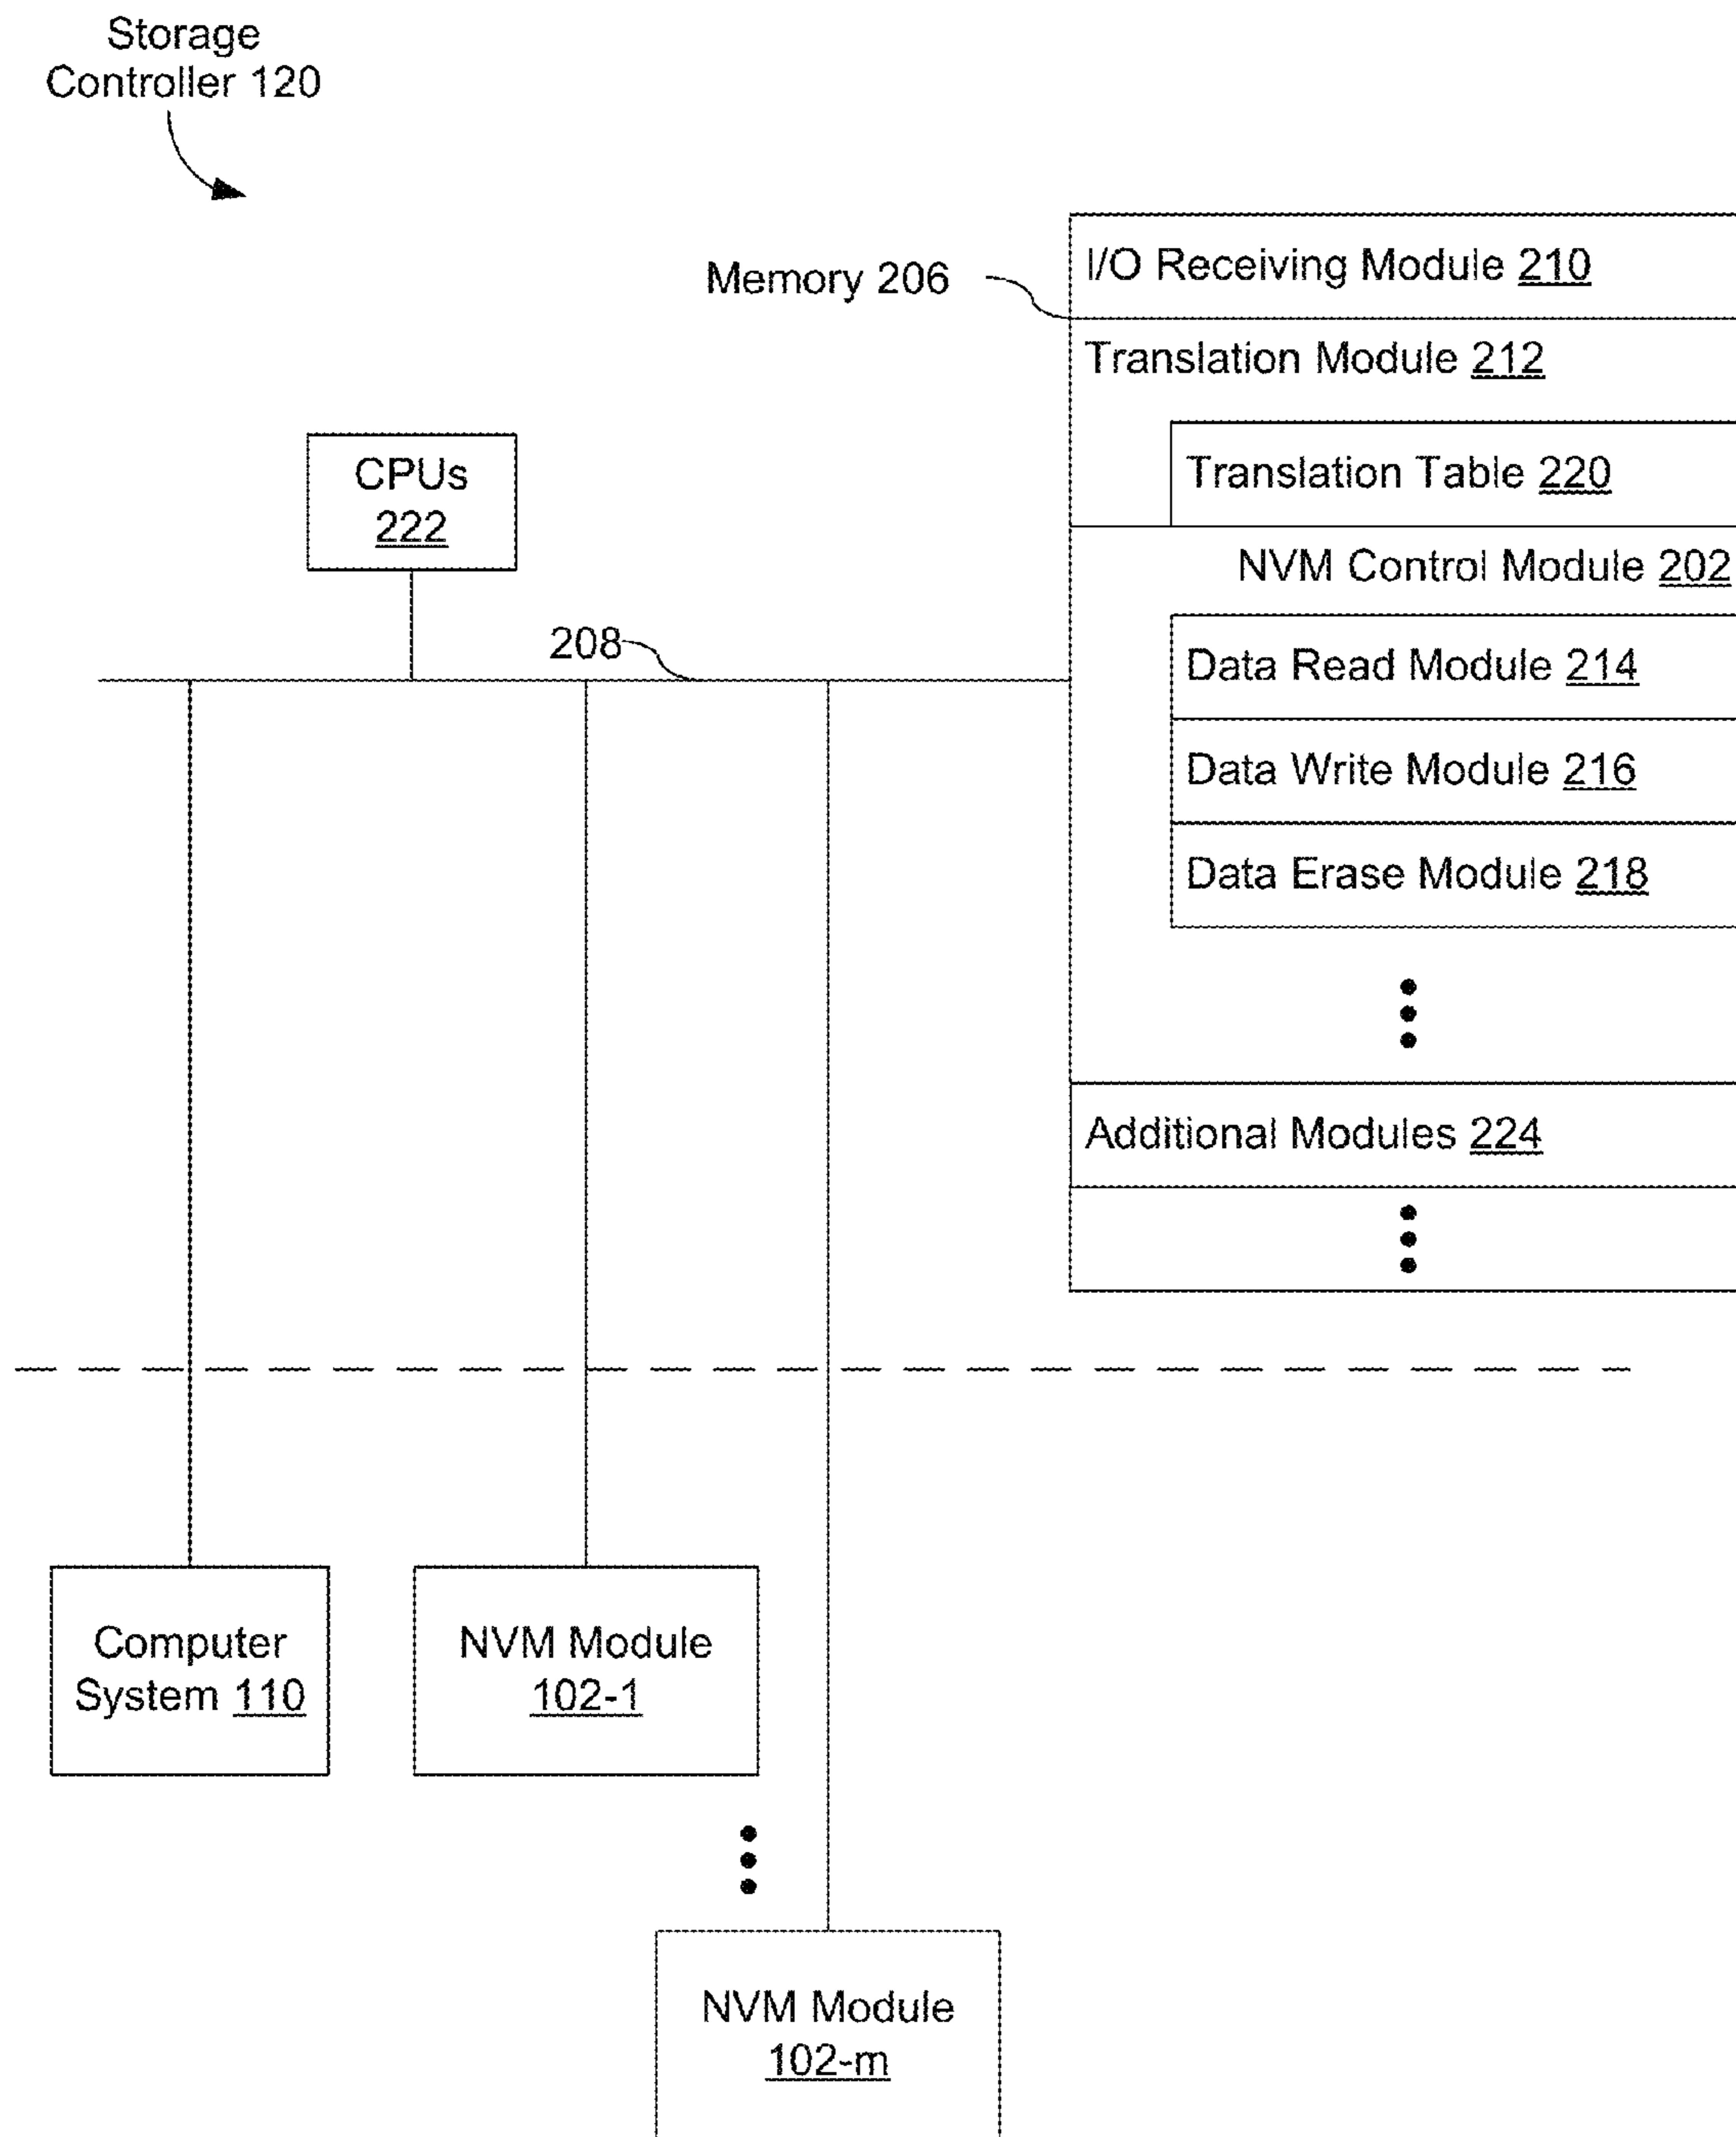 Storage
Controller 120
Memory 206
I/O Receiving Module 210
Translation Module 212
Translation Table 220
CPUs
222
NVM Control Module 202
208
Data Read Module 214
Data Write Module 216
Data Erase Module 218
Additional Modules 224
Computer
System 110
NVM Module
102-1
NVM Module
102-m